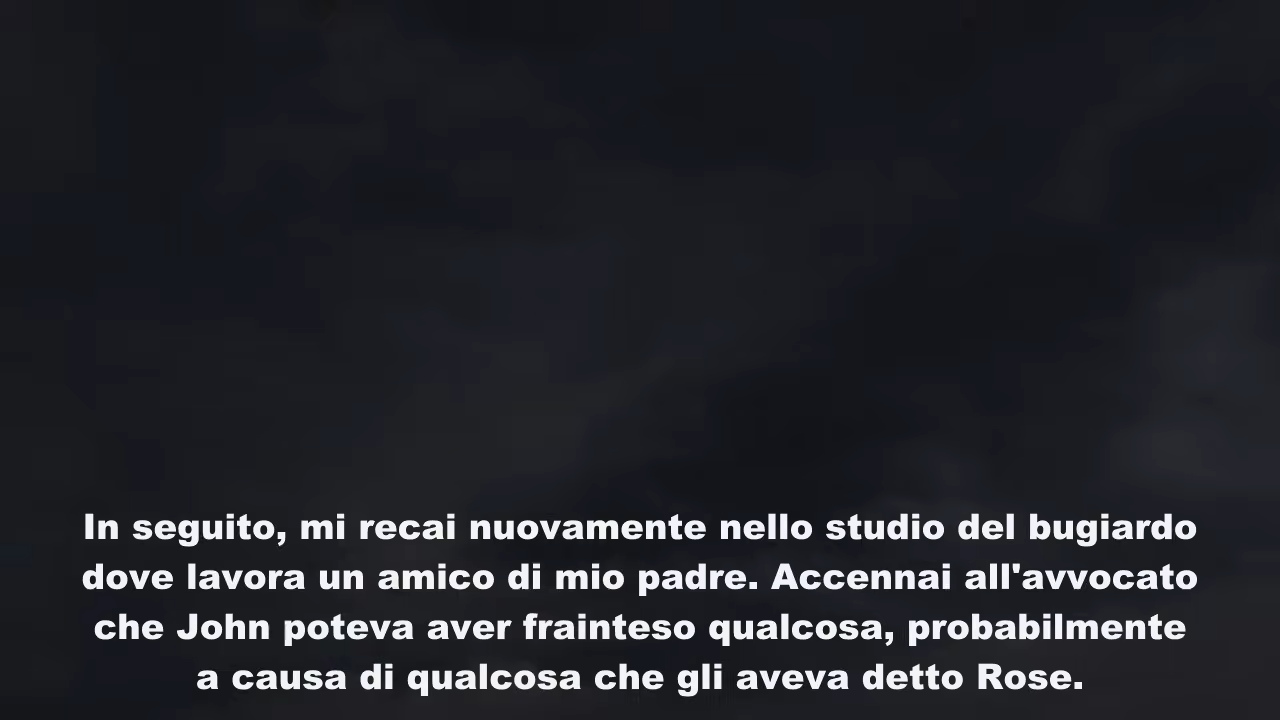 In seguito, mi recai nuovamente nello studio del bugiardo
dove lavora un amico di mio padre. Accennai all'avvocato
che John poteva aver frainteso qualcosa, probabilmente
a causa di qualcosa che gli aveva detto Rose.